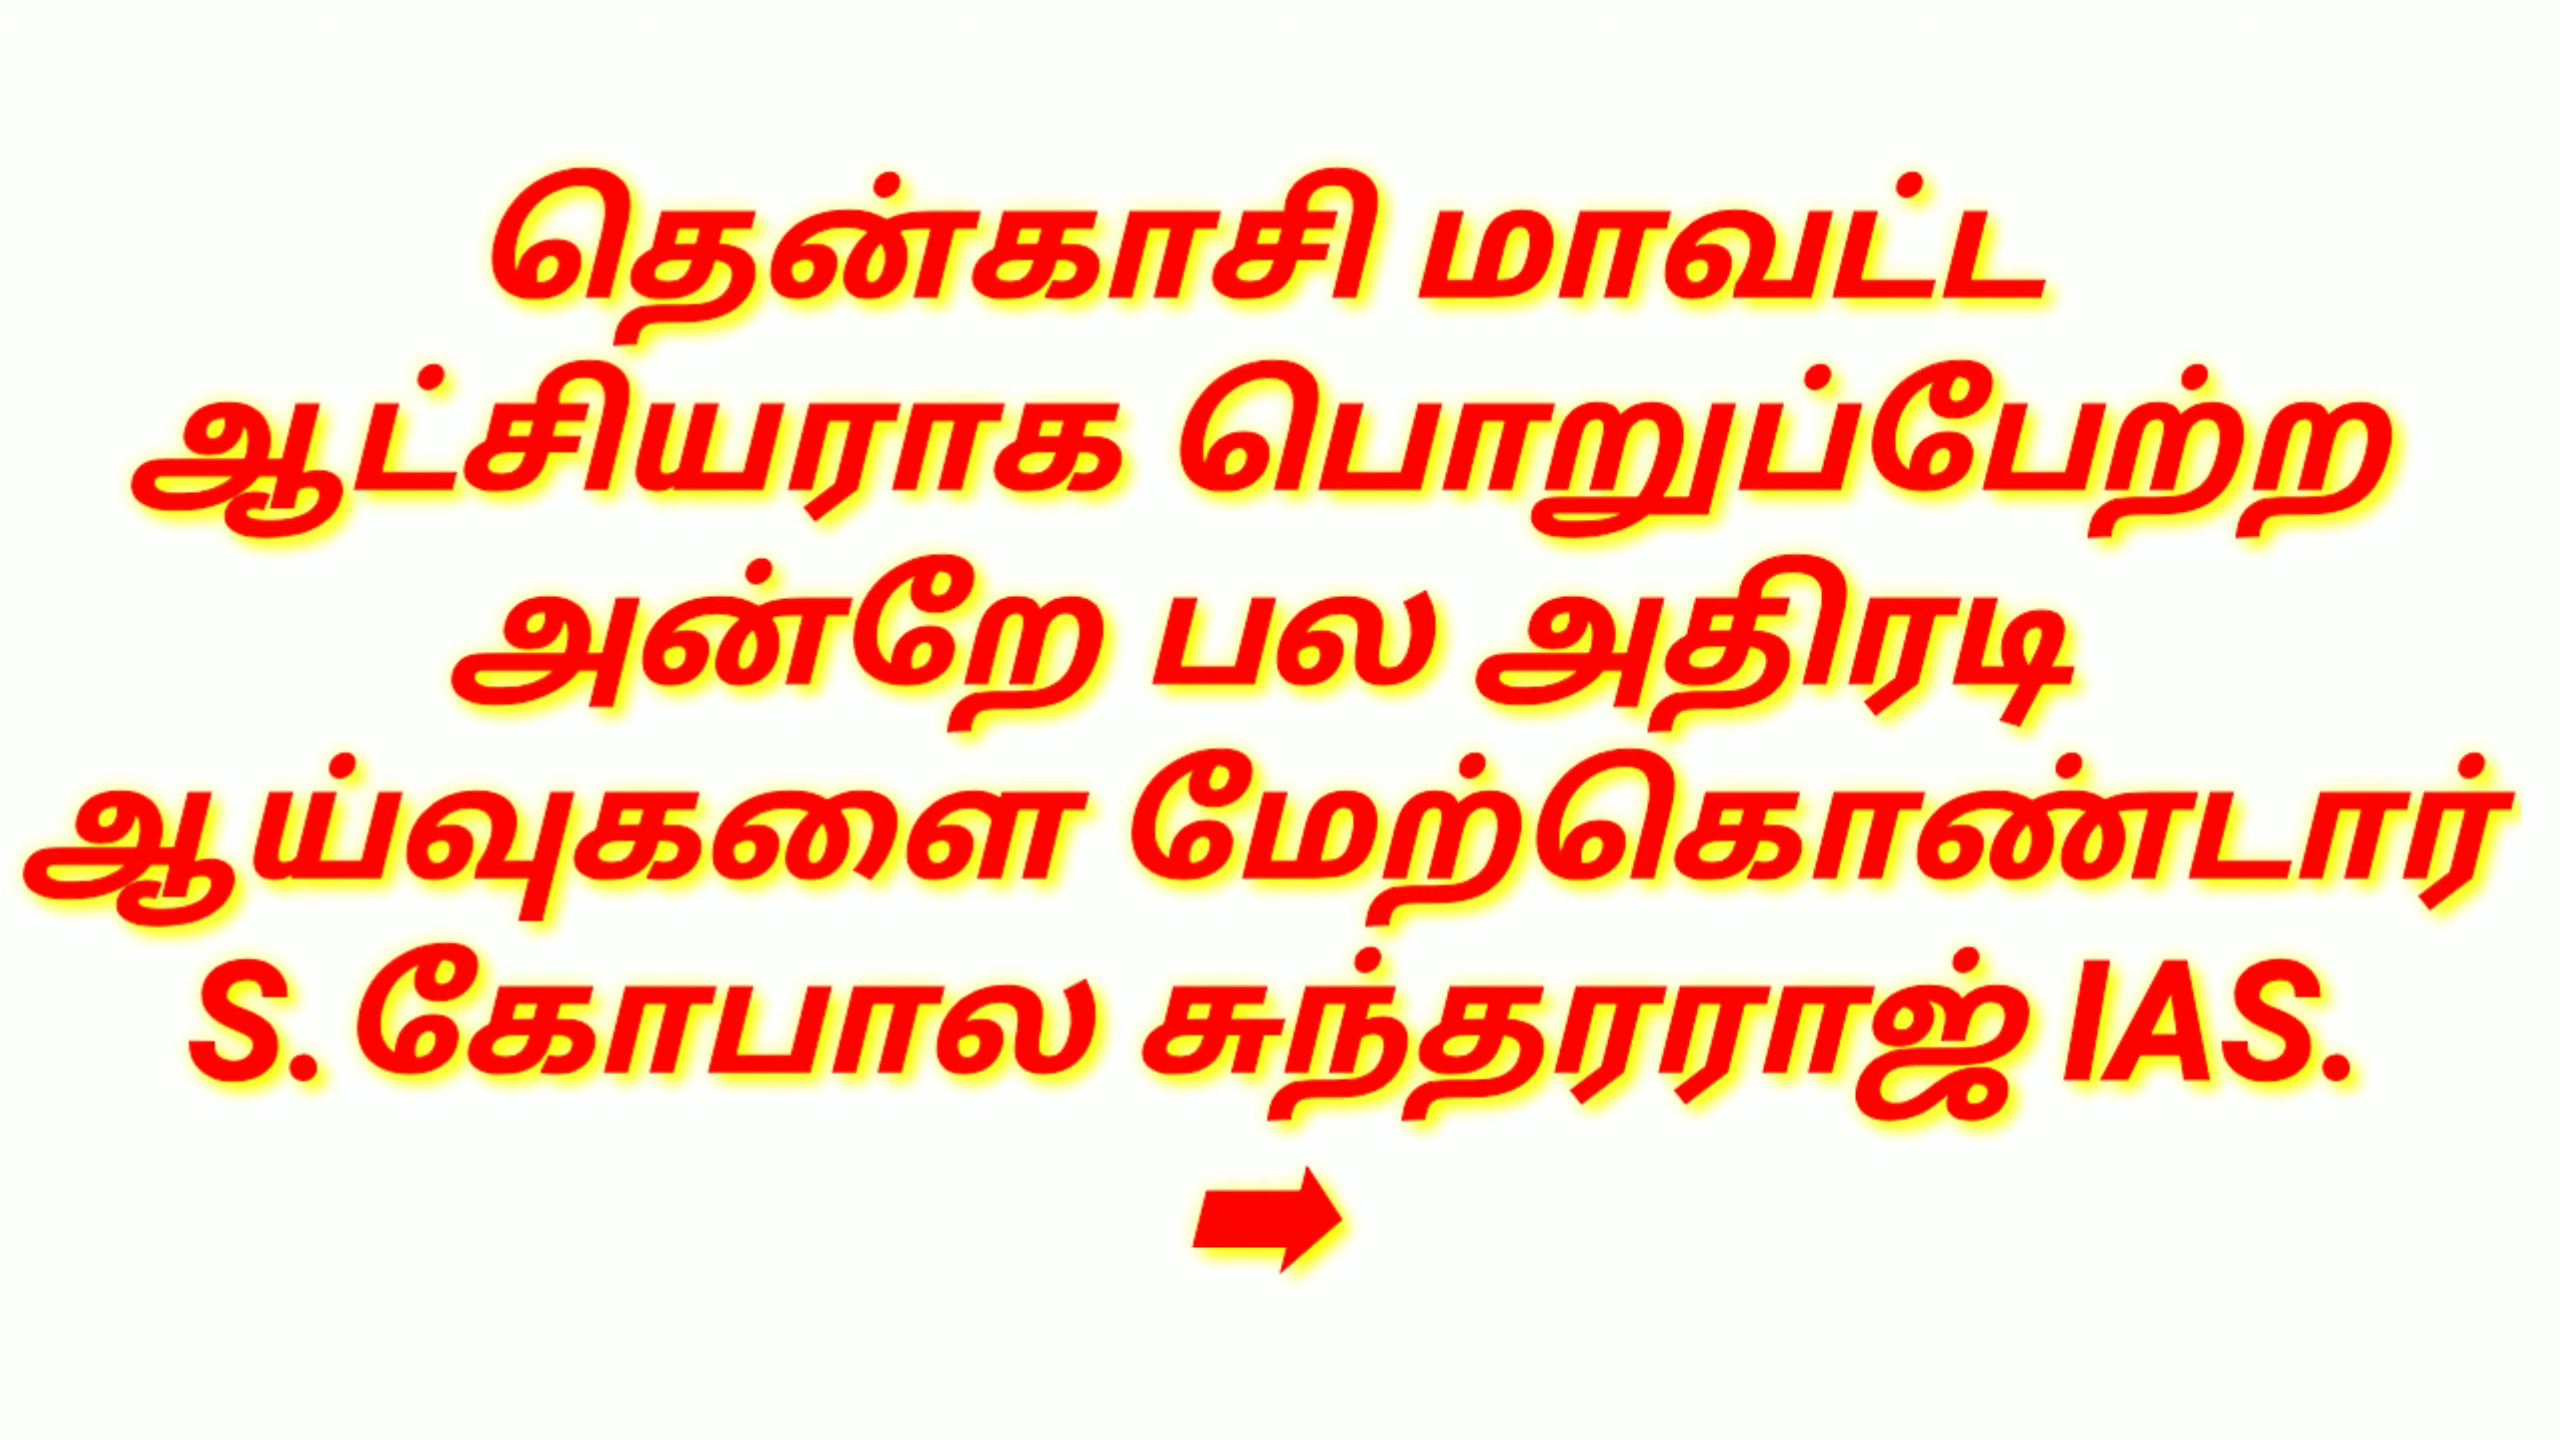 தென்காசி மாவட்ட
ஆட்சியராக பொறுப்பேற்ற
அன்றே பல அதிரடி
ஆய்வுகளை மேற்கொண்டார்
S.கோபால சுந்தரராஜ் IAS.